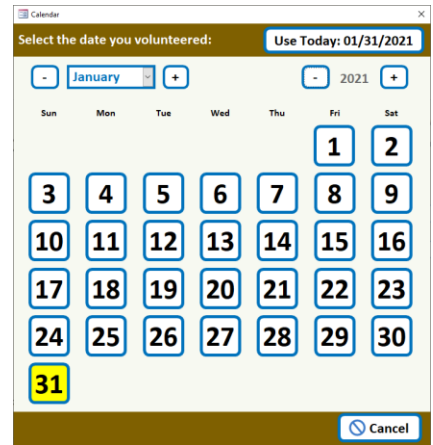 Calendar
Select the date you volunteered: Use Today: 01/31/2021
- January + - 2021 +
Sun Mon Tue Wed Thu Fri Sat
1 2
3 4 5 6 7 8 9
10 11 12 13 14 15 16
17 18 19 20 21 22 23
24 25 26 27 28 29 30
31
Cancel